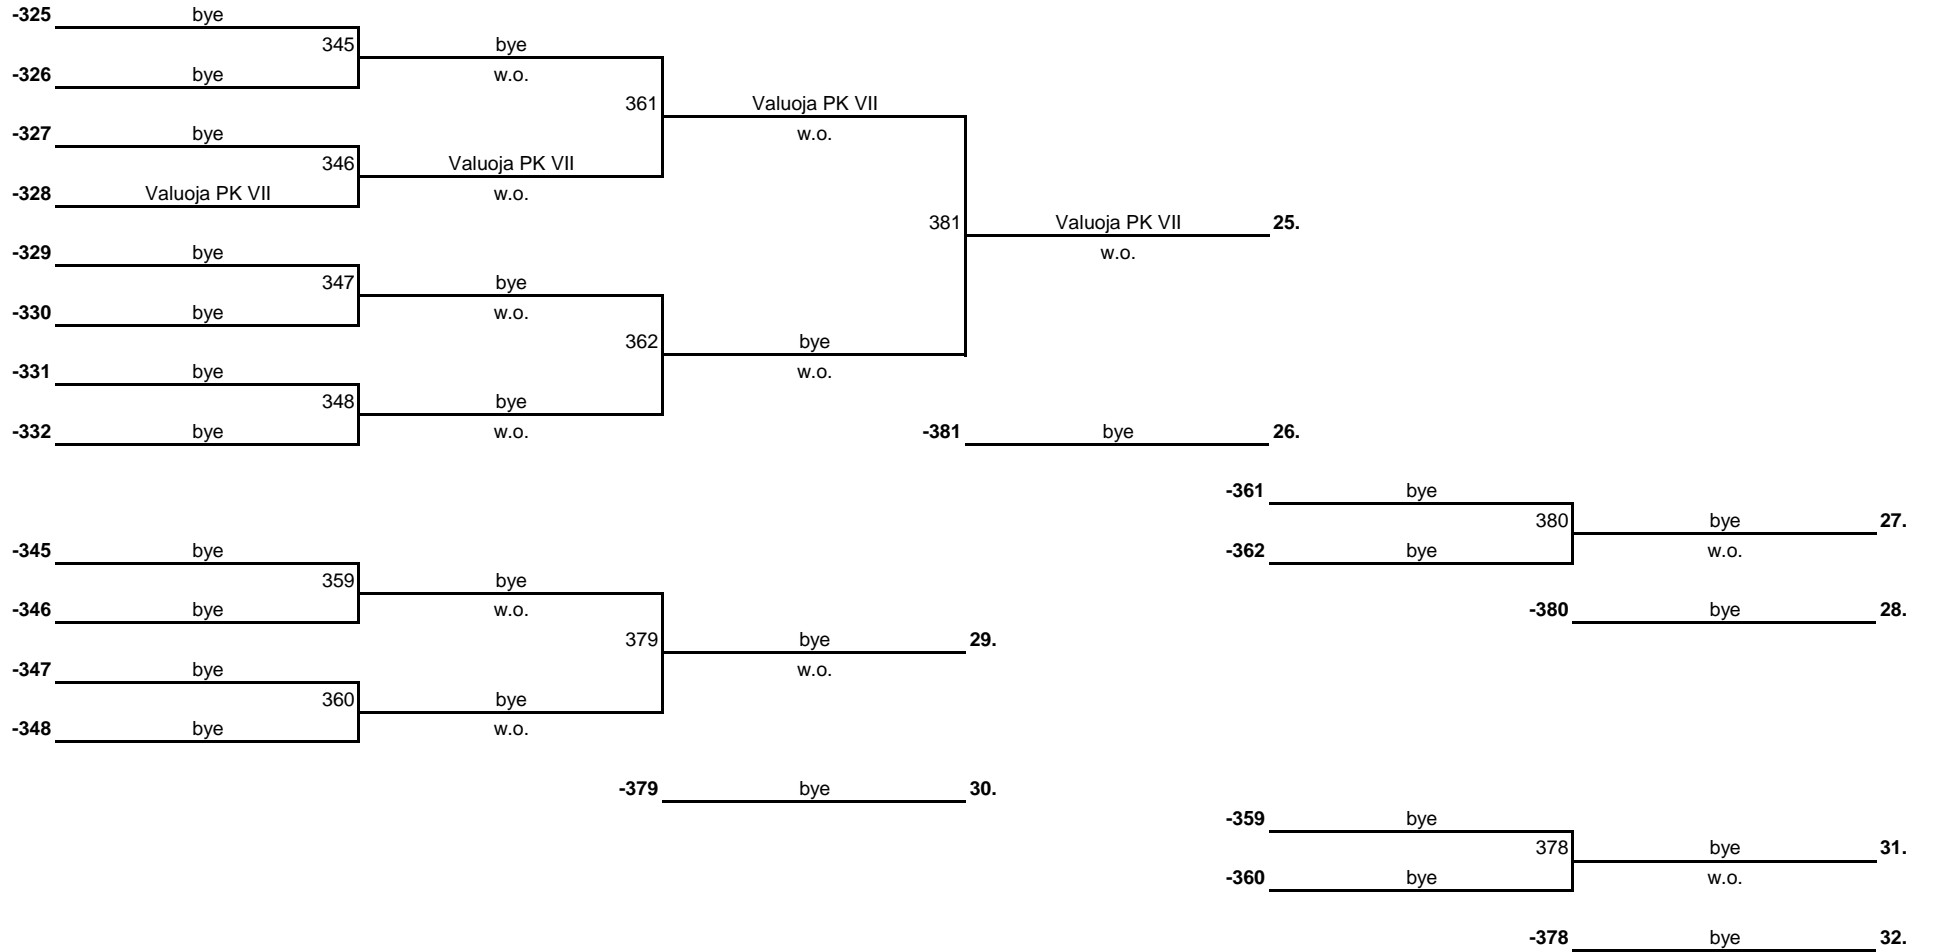 -325 bye
345 bye
-326 bye w.o.
361 Valuoja PK VII
-327 bye w.o.
346 Valuoja PK VII
-328 Valuoja PK VII w.o.
381 Valuoja PK VII 25.
-329 bye w.o.
347 bye
-330 bye w.o.
362 bye
-331 bye w.o.
348 bye
-332 bye w.o. -381 bye 26.
-361 bye
380 bye 27.
-345 bye -362 bye w.o.
359 bye
-346 bye w.o. -380 bye 28.
379 bye 29.
-347 bye w.o.
360 bye
-348 bye w.o.
-379 bye 30.
-359 bye
378 bye 31.
-360 bye w.o.
-378 bye 32.